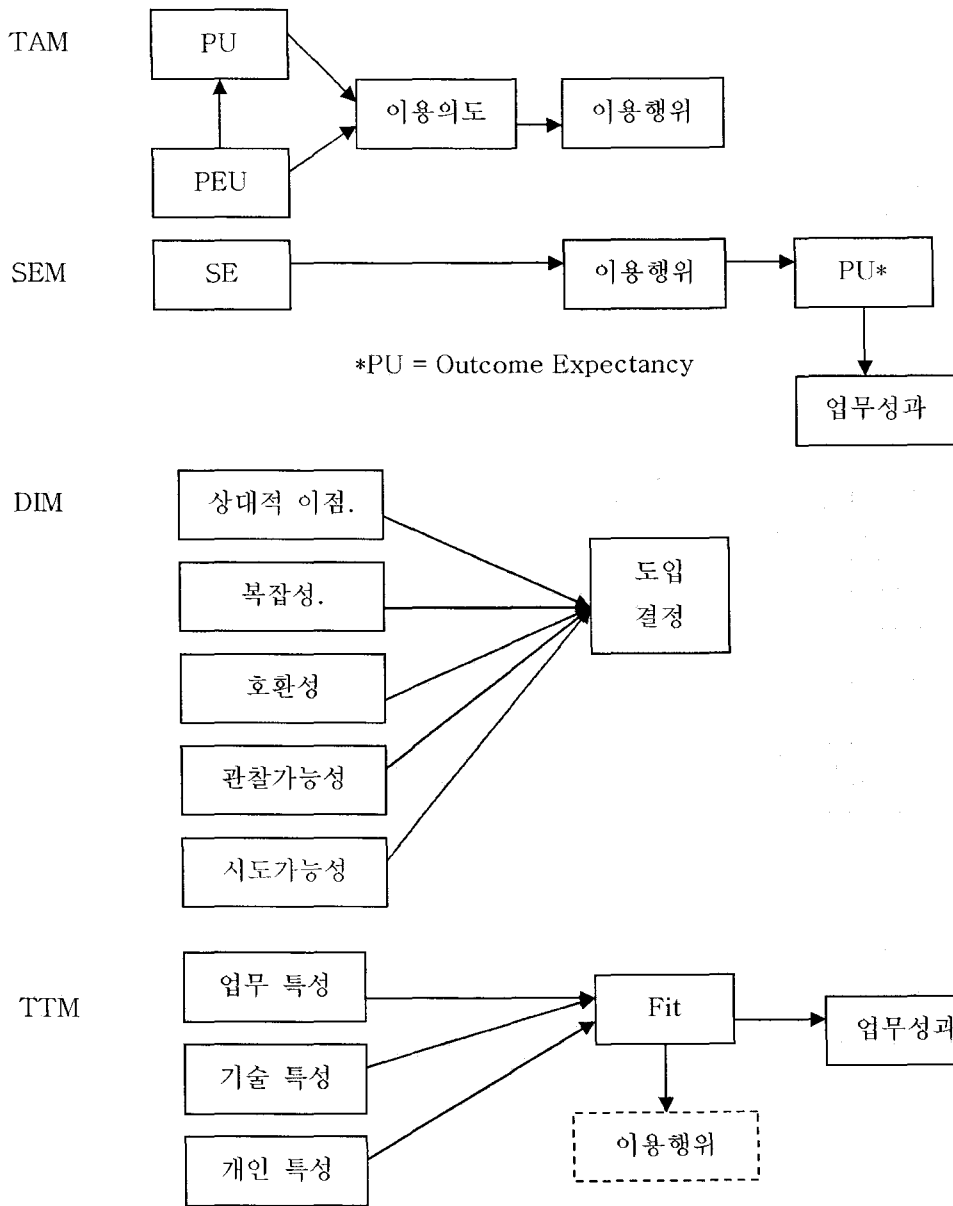 TAM
PU
이용의도
이용행위
PEU
SEM
SE
이용행위
PU*
*PU = Outcome Expectancy
업무성과
DIM
상대적 이점.
복잡성.
호환성
관찰가능성
시도가능성
도입
결정
TTM
업무 특성
기술 특성
개인 특성
Fit
업무성과
이용행위